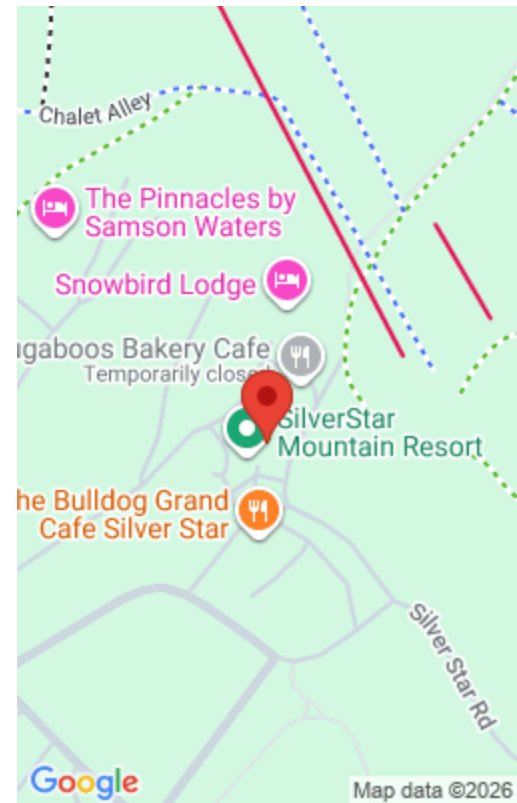 Chalet Alley
The Pinnacles by
Samson Waters
Snowbird Lodge
ugaboos Bakery Cafe
Temporarily closed
SilverStar
Mountain Resort
he Bulldog Grand
Cafe Silver Star
Silver Star Rd
Google
Map data ©2026